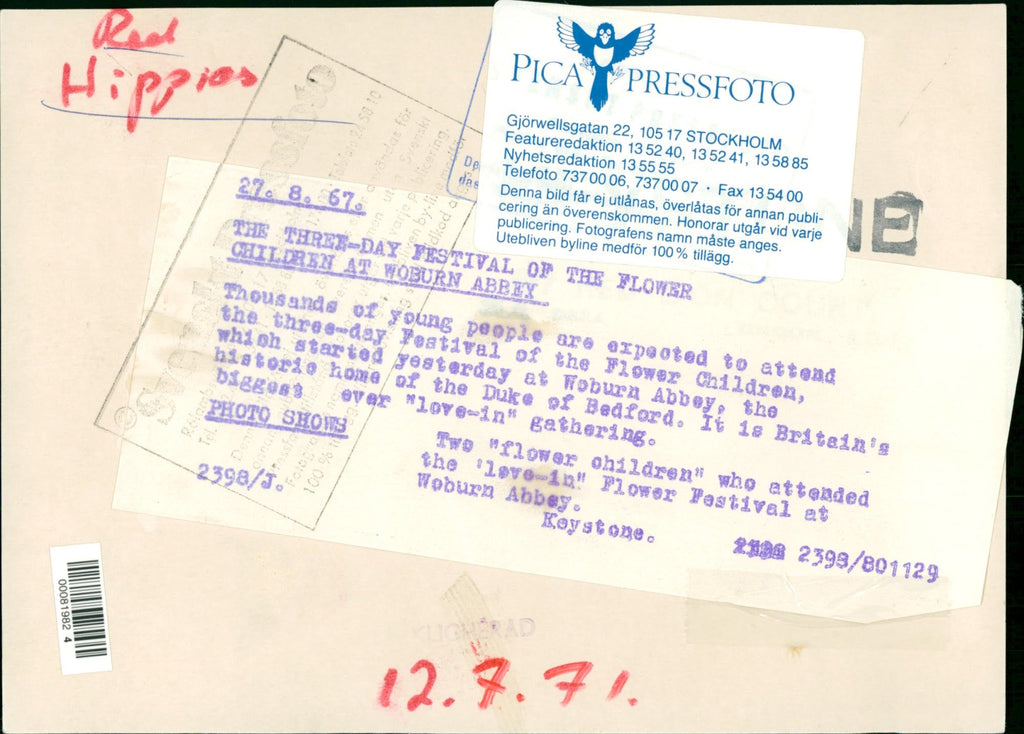 Red
Hippies
PICA PRESSFOTO
Gjörwellsgatan 22, 105 17 STOCKHOLM
Featureredaktion 13 52 40, 13 52 41, 13 58 85
Nyhetsredaktion 13 55 55
Telefoto 737 00 06, 737 00 07 · Fax 13 54 00
Denna bild får ej utlånas, överlåtas för annan publi-
cering än överenskommen. Honorar utgår vid varje
publicering. Fotografens namn måste anges.
Utebliven byline medför 100% tillägg.
27. 8. 67.
THE THREE-DAY FESTIVAL OF THE FLOWER
CHILDREN AT WOBURN ABBEY.
Thousands of young people are expected to attend
the three-day Festival of the Flower Children,
which started yesterday at Woburn Abbey, the
historic home of the Duke of Bedford. It is Britain's
biggest ever "love-in" gathering.
PHOTO SHOWS
Two "flower children" who attended
the 'love-in" Flower Festival at
Woburn Abbey.
2398/J.
Keystone.
2398/801129
00081982 4
12.7.71.